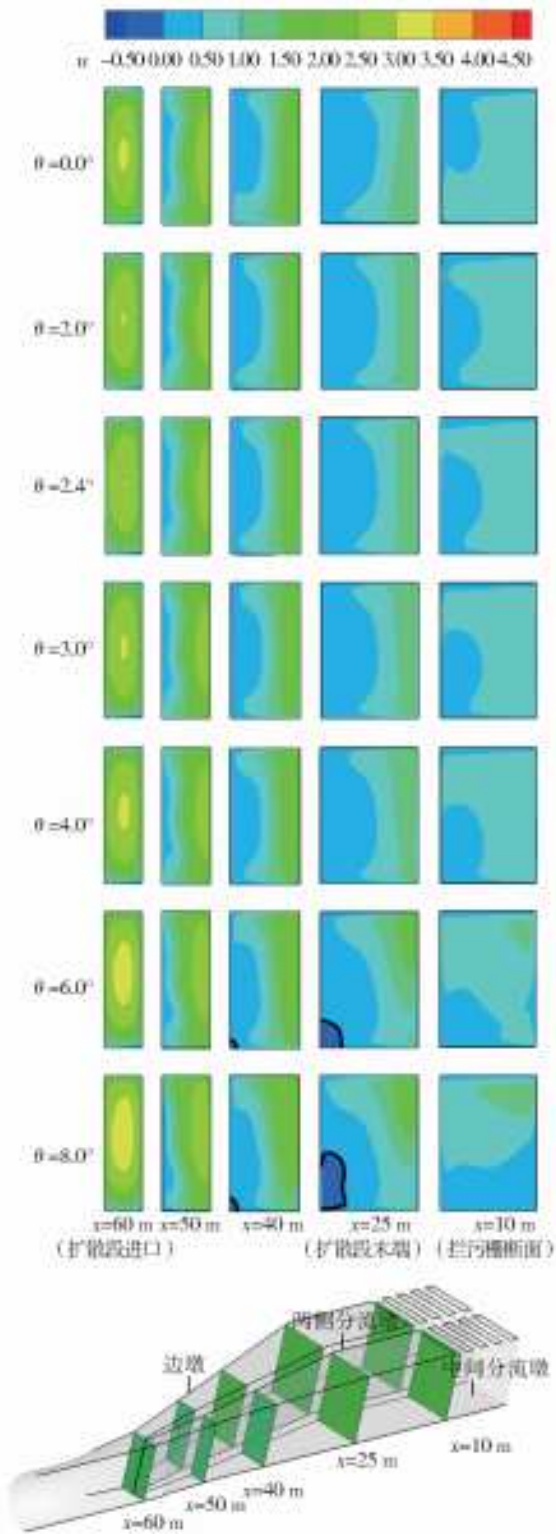 u −0.50 0.00 0.50 1.00 1.50 2.00 2.50 3.00 3.50 4.00 4.50
θ=0.0°
θ=2.0°
θ=2.4°
θ=3.0°
θ=4.0°
θ=6.0°
θ=8.0°
x=60 m x=50 m x=40 m x=25 m x=10 m
(扩散段进口) (扩散段末端) (拦污栅断面)
两侧分流墩
边墩
中间分流墩
x=10 m
x=25 m
x=40 m
x=50 m
x=60 m